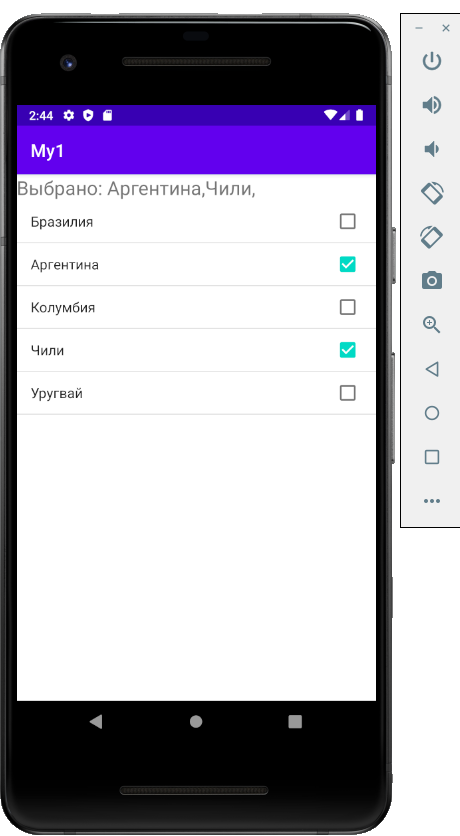 2:44
My1
Выбрано: Аргентина,Чили,
Бразилия
Аргентина
Колумбия
Чили
Уругвай